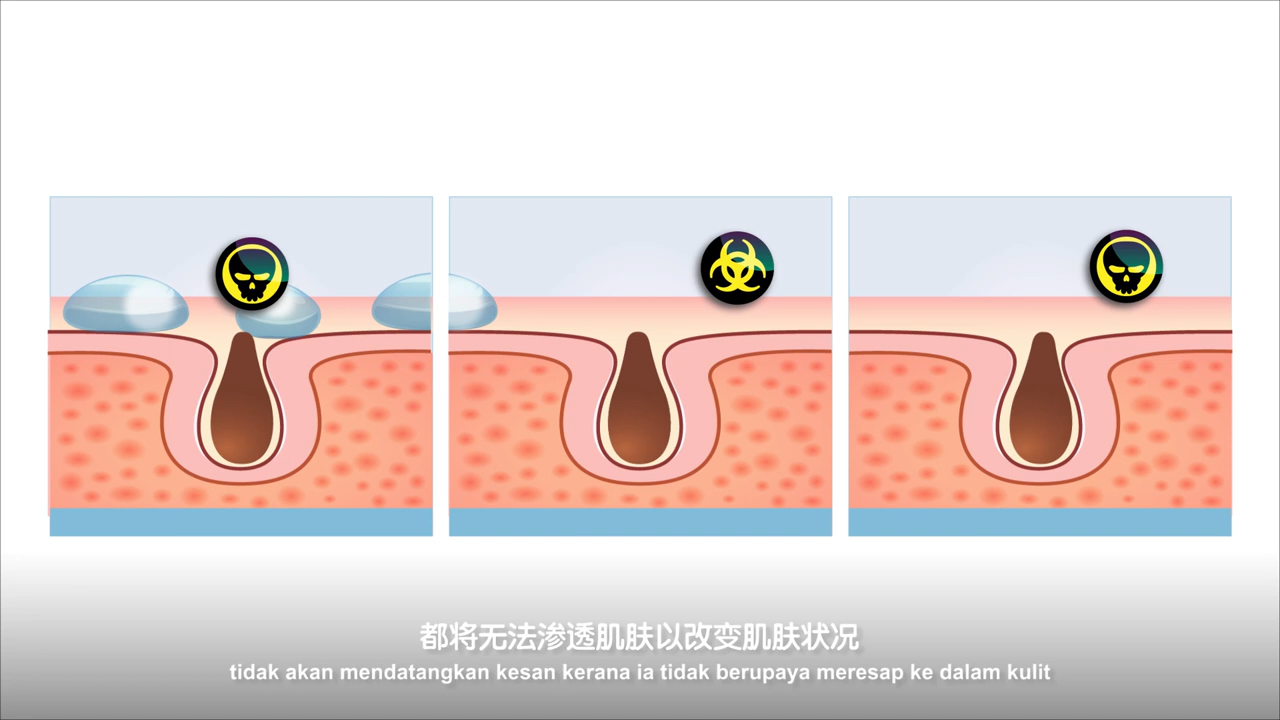 都将无法渗透肌肤以改变肌肤状况
tidak akan mendatangkan kesan kerana ia tidak berupaya meresap ke dalam kulit